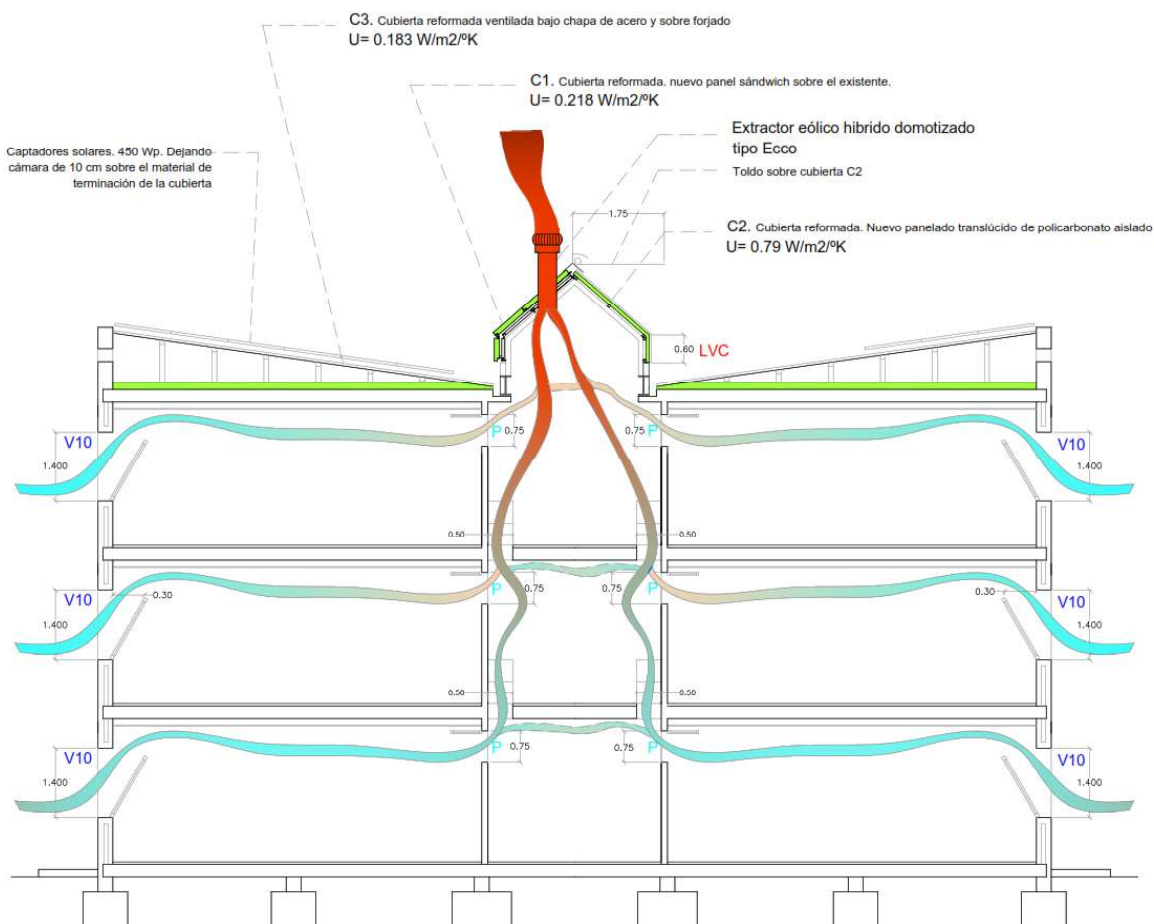 C3. Cubierta reformada ventilada bajo chapa de acero y sobre forjado
U= 0.183 W/m2/ºK
C1. Cubierta reformada. nuevo panel sándwich sobre el existente.
U= 0.218 W/m2/ºK
Extractor eólico hibrido domotizado
tipo Ecco
Toldo sobre cubierta C2
Captadores solares. 450 Wp. Dejando
cámara de 10 cm sobre el material de
terminación de la cubierta
1.75
C2. Cubierta reformada. Nuevo panelado translúcido de policarbonato aislado
U= 0.79 W/m2/ºK
0.60 LVC
V10 P 0.75 0.75 P V10
1.400 1.400
0.50 0.50
V10 0.30 P 0.75 0.75 P 0.30 V10
1.400 1.400
0.50 0.50
V10 P 0.75 0.75 P V10
1.400 1.400